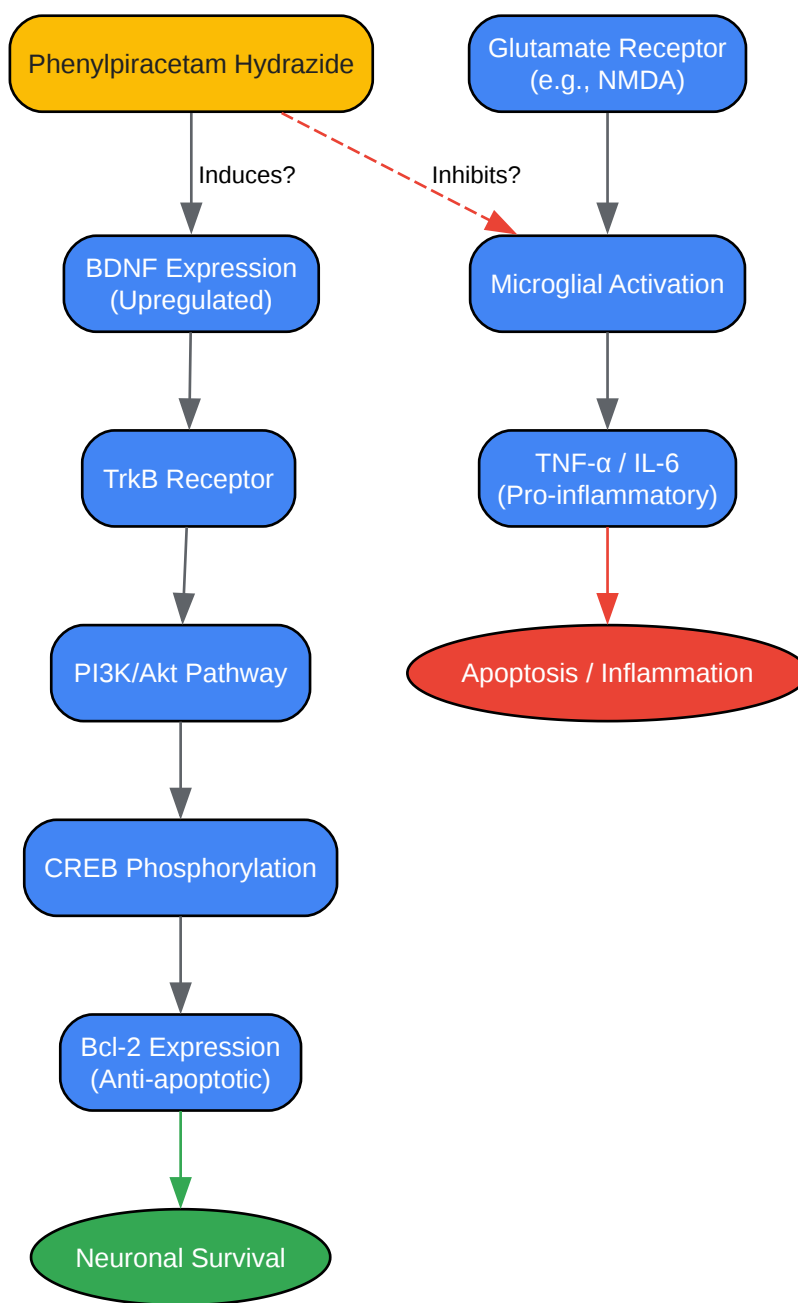 Phenylpiracetam Hydrazide
Glutamate Receptor
(e.g., NMDA)
Induces?
Inhibits?
BDNF Expression
(Upregulated)
Microglial Activation
TrkB Receptor
TNF-α / IL-6
(Pro-inflammatory)
PI3K/Akt Pathway
Apoptosis / Inflammation
CREB Phosphorylation
Bcl-2 Expression
(Anti-apoptotic)
Neuronal Survival